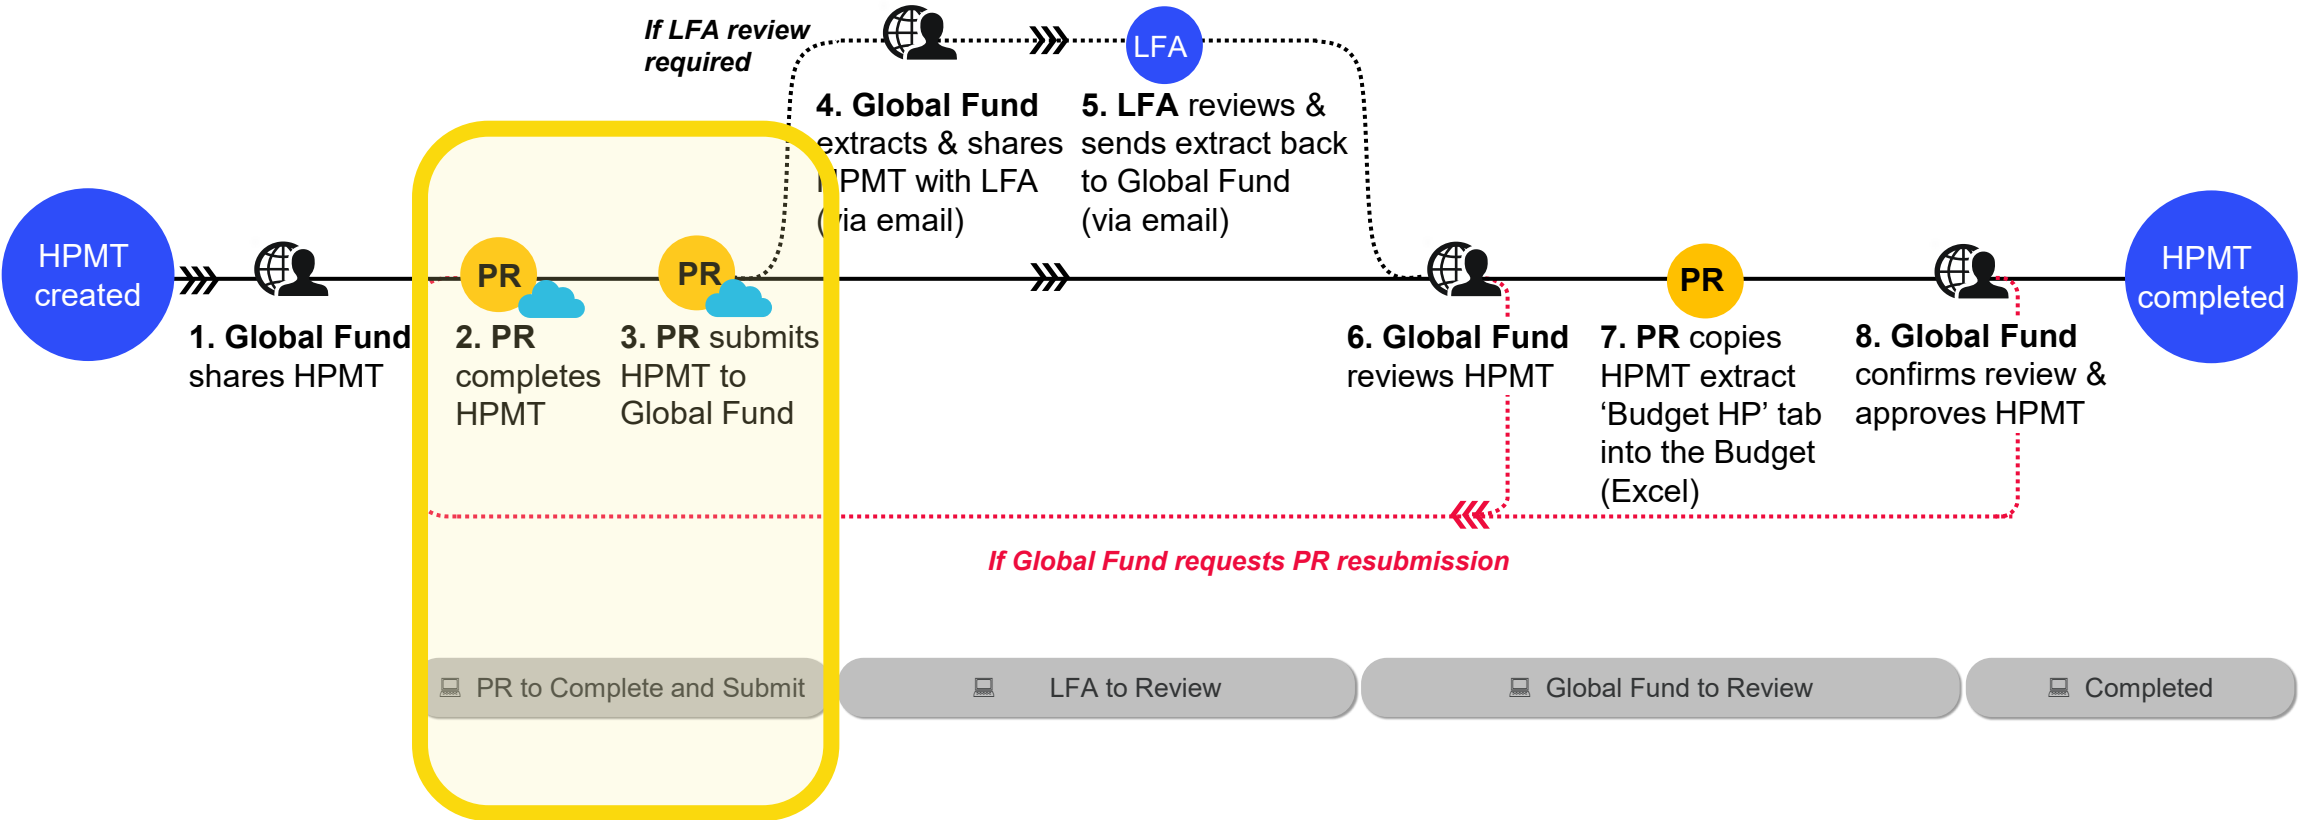 If LFA review
required
LFA
4. Global Fund
extracts & shares
HPMT with LFA
(via email)
5. LFA reviews &
sends extract back
to Global Fund
(via email)
HPMT
created
PR
PR
PR
HPMT
completed
1. Global Fund
shares HPMT
2. PR
completes
HPMT
3. PR submits
HPMT to
Global Fund
6. Global Fund
reviews HPMT
7. PR copies
HPMT extract
‘Budget HP’ tab
into the Budget
(Excel)
8. Global Fund
confirms review &
approves HPMT
If Global Fund requests PR resubmission
PR to Complete and Submit
LFA to Review
Global Fund to Review
Completed